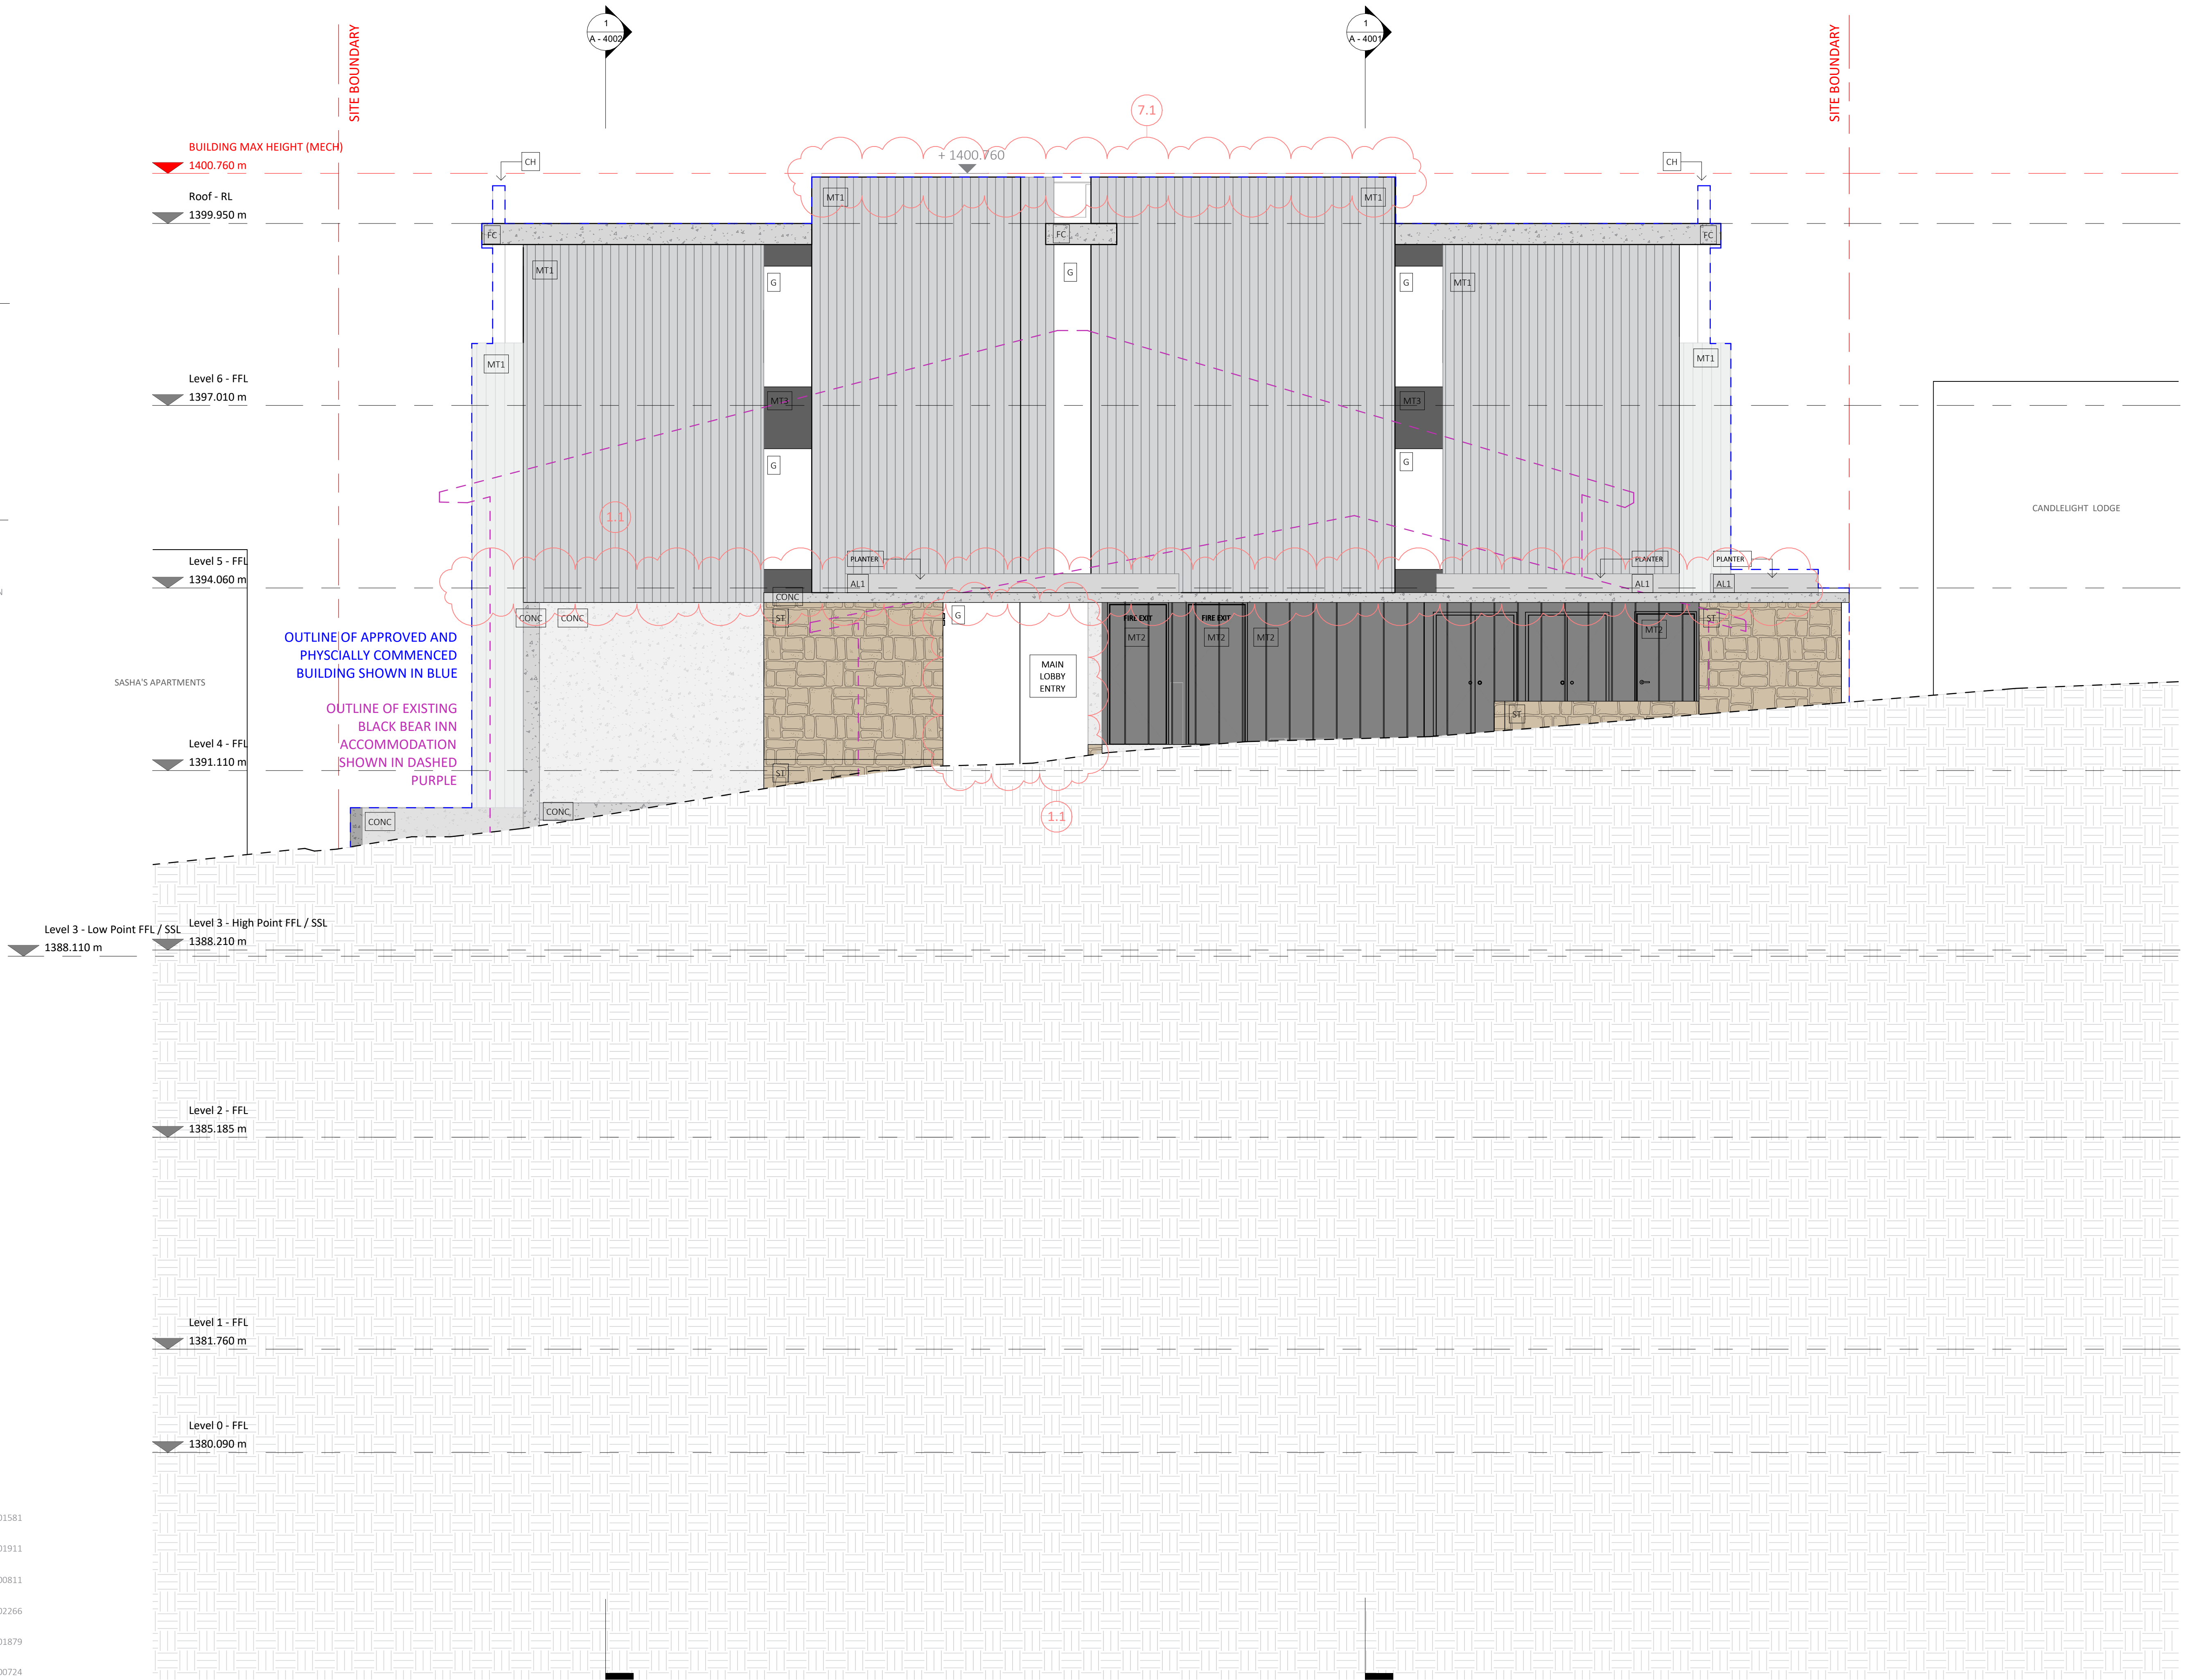 1
A - 4002
1
A - 4001
SITE BOUNDARY
SITE BOUNDARY
7.1
BUILDING MAX HEIGHT (MECH)
1400.760 m
+ 1400.760
CH
CH
Roof - RL
1399.950 m
MT1
MT1
FC
FC
FC
MT1
G
G
G
MT1
MT1
MT1
Level 6 - FFL
1397.010 m
MT3
MT3
G
G
1.1
CANDLELIGHT LODGE
Level 5 - FFL
1394.060 m
PLANTER
PLANTER
PLANTER
AL1
AL1
AL1
CONC
CONC
CONC
ST
G
FIRE EXIT
FIRE EXIT
ST
MT2
MT2
MT2
MT2
OUTLINE OF APPROVED AND
PHYSCIALLY COMMENCED
BUILDING SHOWN IN BLUE
MAIN
LOBBY
ENTRY
SASHA'S APARTMENTS
OUTLINE OF EXISTING
BLACK BEAR INN
ACCOMMODATION
SHOWN IN DASHED
PURPLE
ST
Level 4 - FFL
1391.110 m
ST
CONC
CONC
1.1
Level 3 - Low Point FFL / SSL
1388.110 m
Level 3 - High Point FFL / SSL
1388.210 m
Level 2 - FFL
1385.185 m
Level 1 - FFL
1381.760 m
Level 0 - FFL
1380.090 m
01581
01911
00811
02266
01879
00724